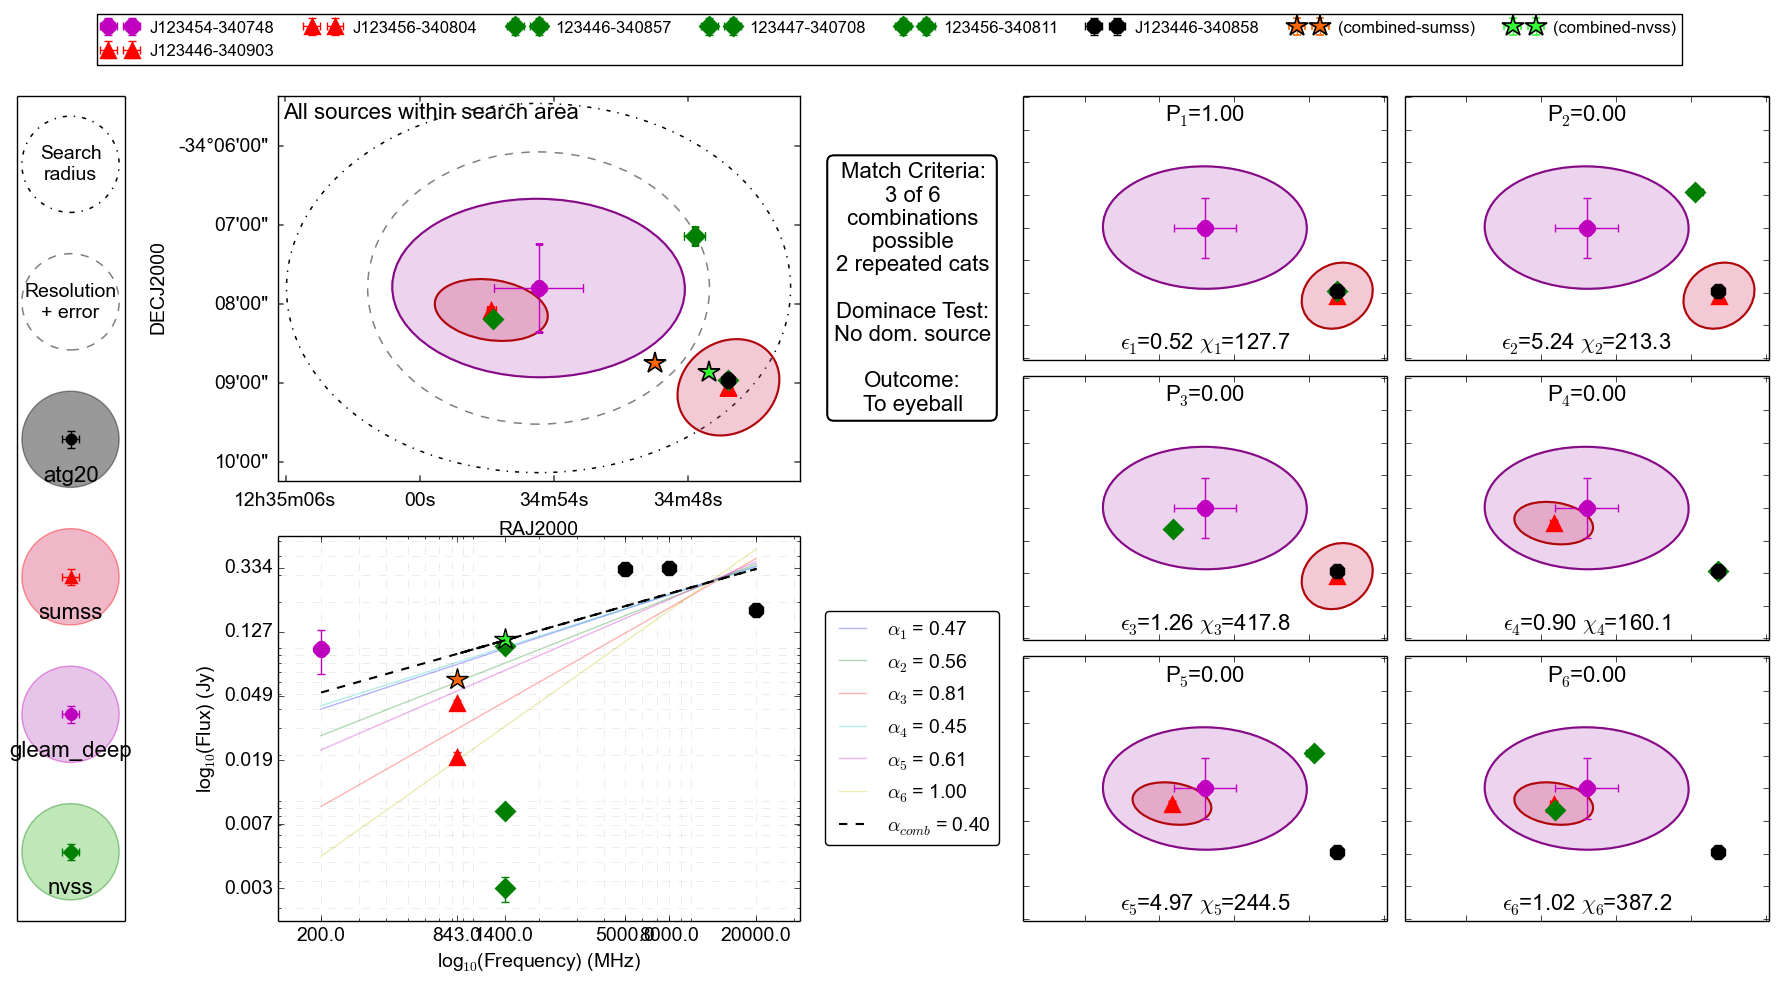 J123454-340748
J123456-340804
123446-340857
123447-340708
123456-340811
J123446-340858
(combined-sumss)
(combined-nvss)
J123446-340903
Search
radius
Resolution
+ error
atg20
sumss
gleam_deep
nvss
All sources within search area
DECJ2000
-34°06'00"
07'00"
08'00"
09'00"
10'00"
12h35m06s
00s
34m54s
34m48s
RAJ2000
log10(Flux) (Jy)
0.334
0.127
0.049
0.019
0.007
0.003
200.0
843.0
1400.0
5000.0
8000.0
20000.0
log10(Frequency) (MHz)
Match Criteria:
3 of 6
combinations
possible
2 repeated cats
Dominace Test:
No dom. source
Outcome:
To eyeball
α1 = 0.47
α2 = 0.56
α3 = 0.81
α4 = 0.45
α5 = 0.61
α6 = 1.00
αcomb = 0.40
P1=1.00
ϵ1=0.52 χ1=127.7
P2=0.00
ϵ2=5.24 χ2=213.3
P3=0.00
ϵ3=1.26 χ3=417.8
P4=0.00
ϵ4=0.90 χ4=160.1
P5=0.00
ϵ5=4.97 χ5=244.5
P6=0.00
ϵ6=1.02 χ6=387.2